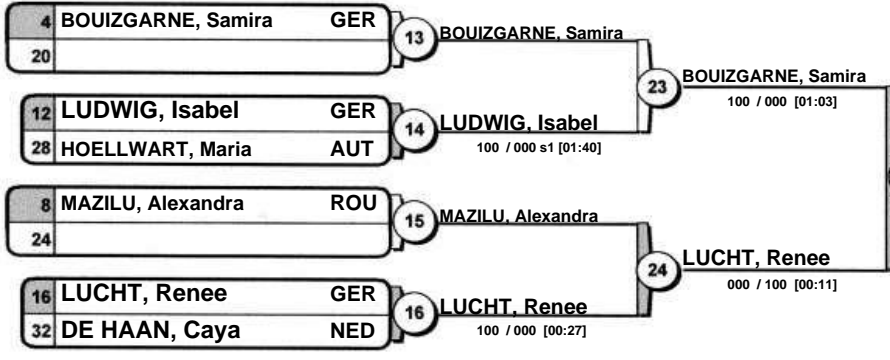 4 BOUIZGARNE, Samira GER
20
13
BOUIZGARNE, Samira
12 LUDWIG, Isabel GER
28 HOELLWART, Maria AUT
14
LUDWIG, Isabel
100 / 000 s1 [01:40]
23
BOUIZGARNE, Samira
100 / 000 [01:03]
8 MAZILU, Alexandra ROU
24
15
MAZILU, Alexandra
16 LUCHT, Renee GER
32 DE HAAN, Caya NED
16
LUCHT, Renee
100 / 000 [00:27]
24
LUCHT, Renee
000 / 100 [00:11]